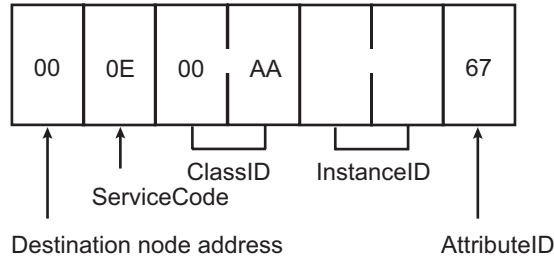 00 0E 00 AA 67
ClassID InstanceID
ServiceCode
Destination node address AttributeID